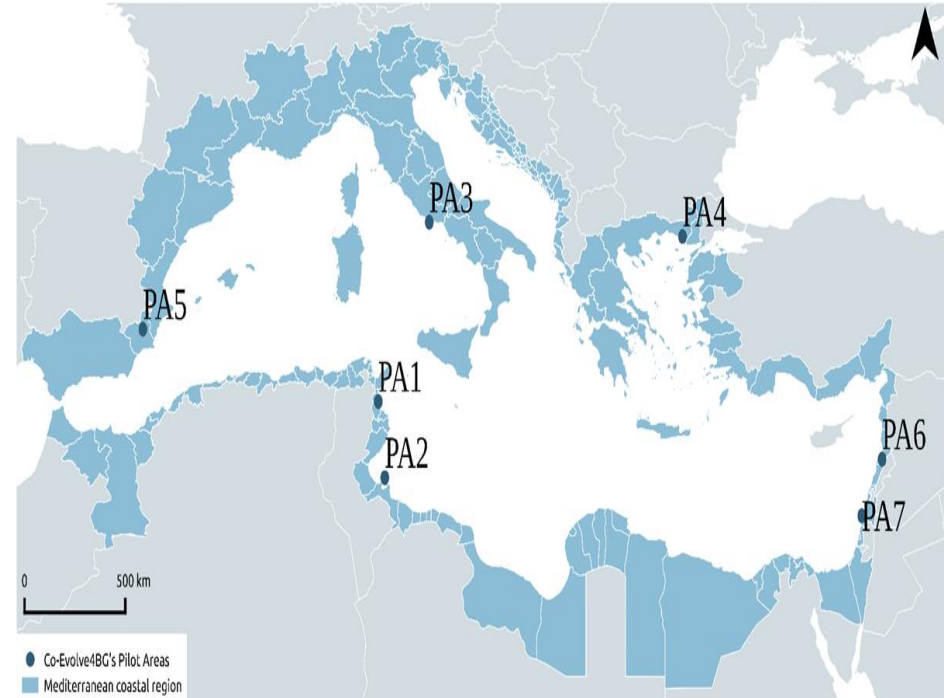 PA3
PA4
PA5
PA1
PA2
PA6
PA7
0 500 km
Co-Evolve4BG's Pilot Areas
Mediterranean coastal region